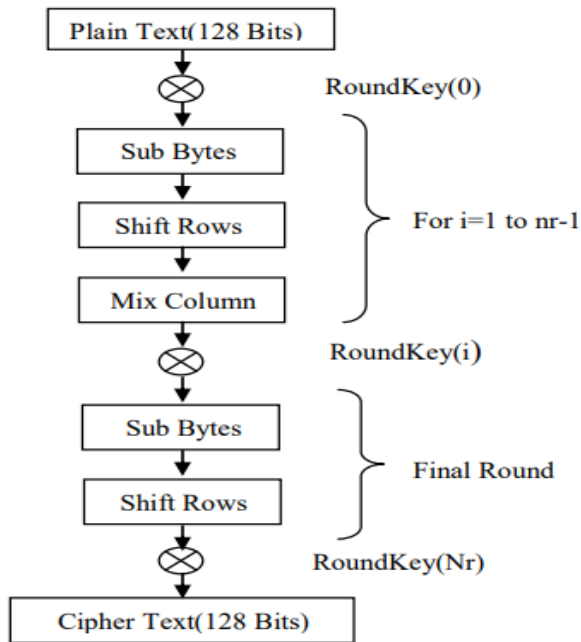 Plain Text(128 Bits)
RoundKey(0)
Sub Bytes
Shift Rows
For i=1 to nr-1
Mix Column
RoundKey(i)
Sub Bytes
Final Round
Shift Rows
RoundKey(Nr)
Cipher Text(128 Bits)